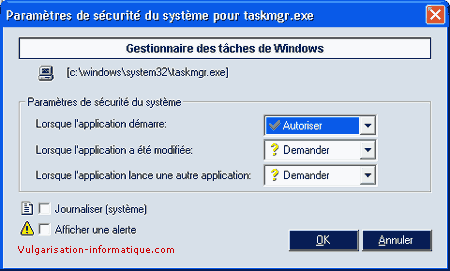 Paramètres de sécurité du système pour taskmgr.exe
Gestionnaire des tâches de Windows
[c:\windows\system32\taskmgr.exe]
Paramètres de sécurité du système
Lorsque l'application démarre: Autoriser
Lorsque l'application a été modifiée: ? Demander
Lorsque l'application lance une autre application: ? Demander
Journaliser (système)
Afficher une alerte
Vulgarisation-informatique.com
OK Annuler